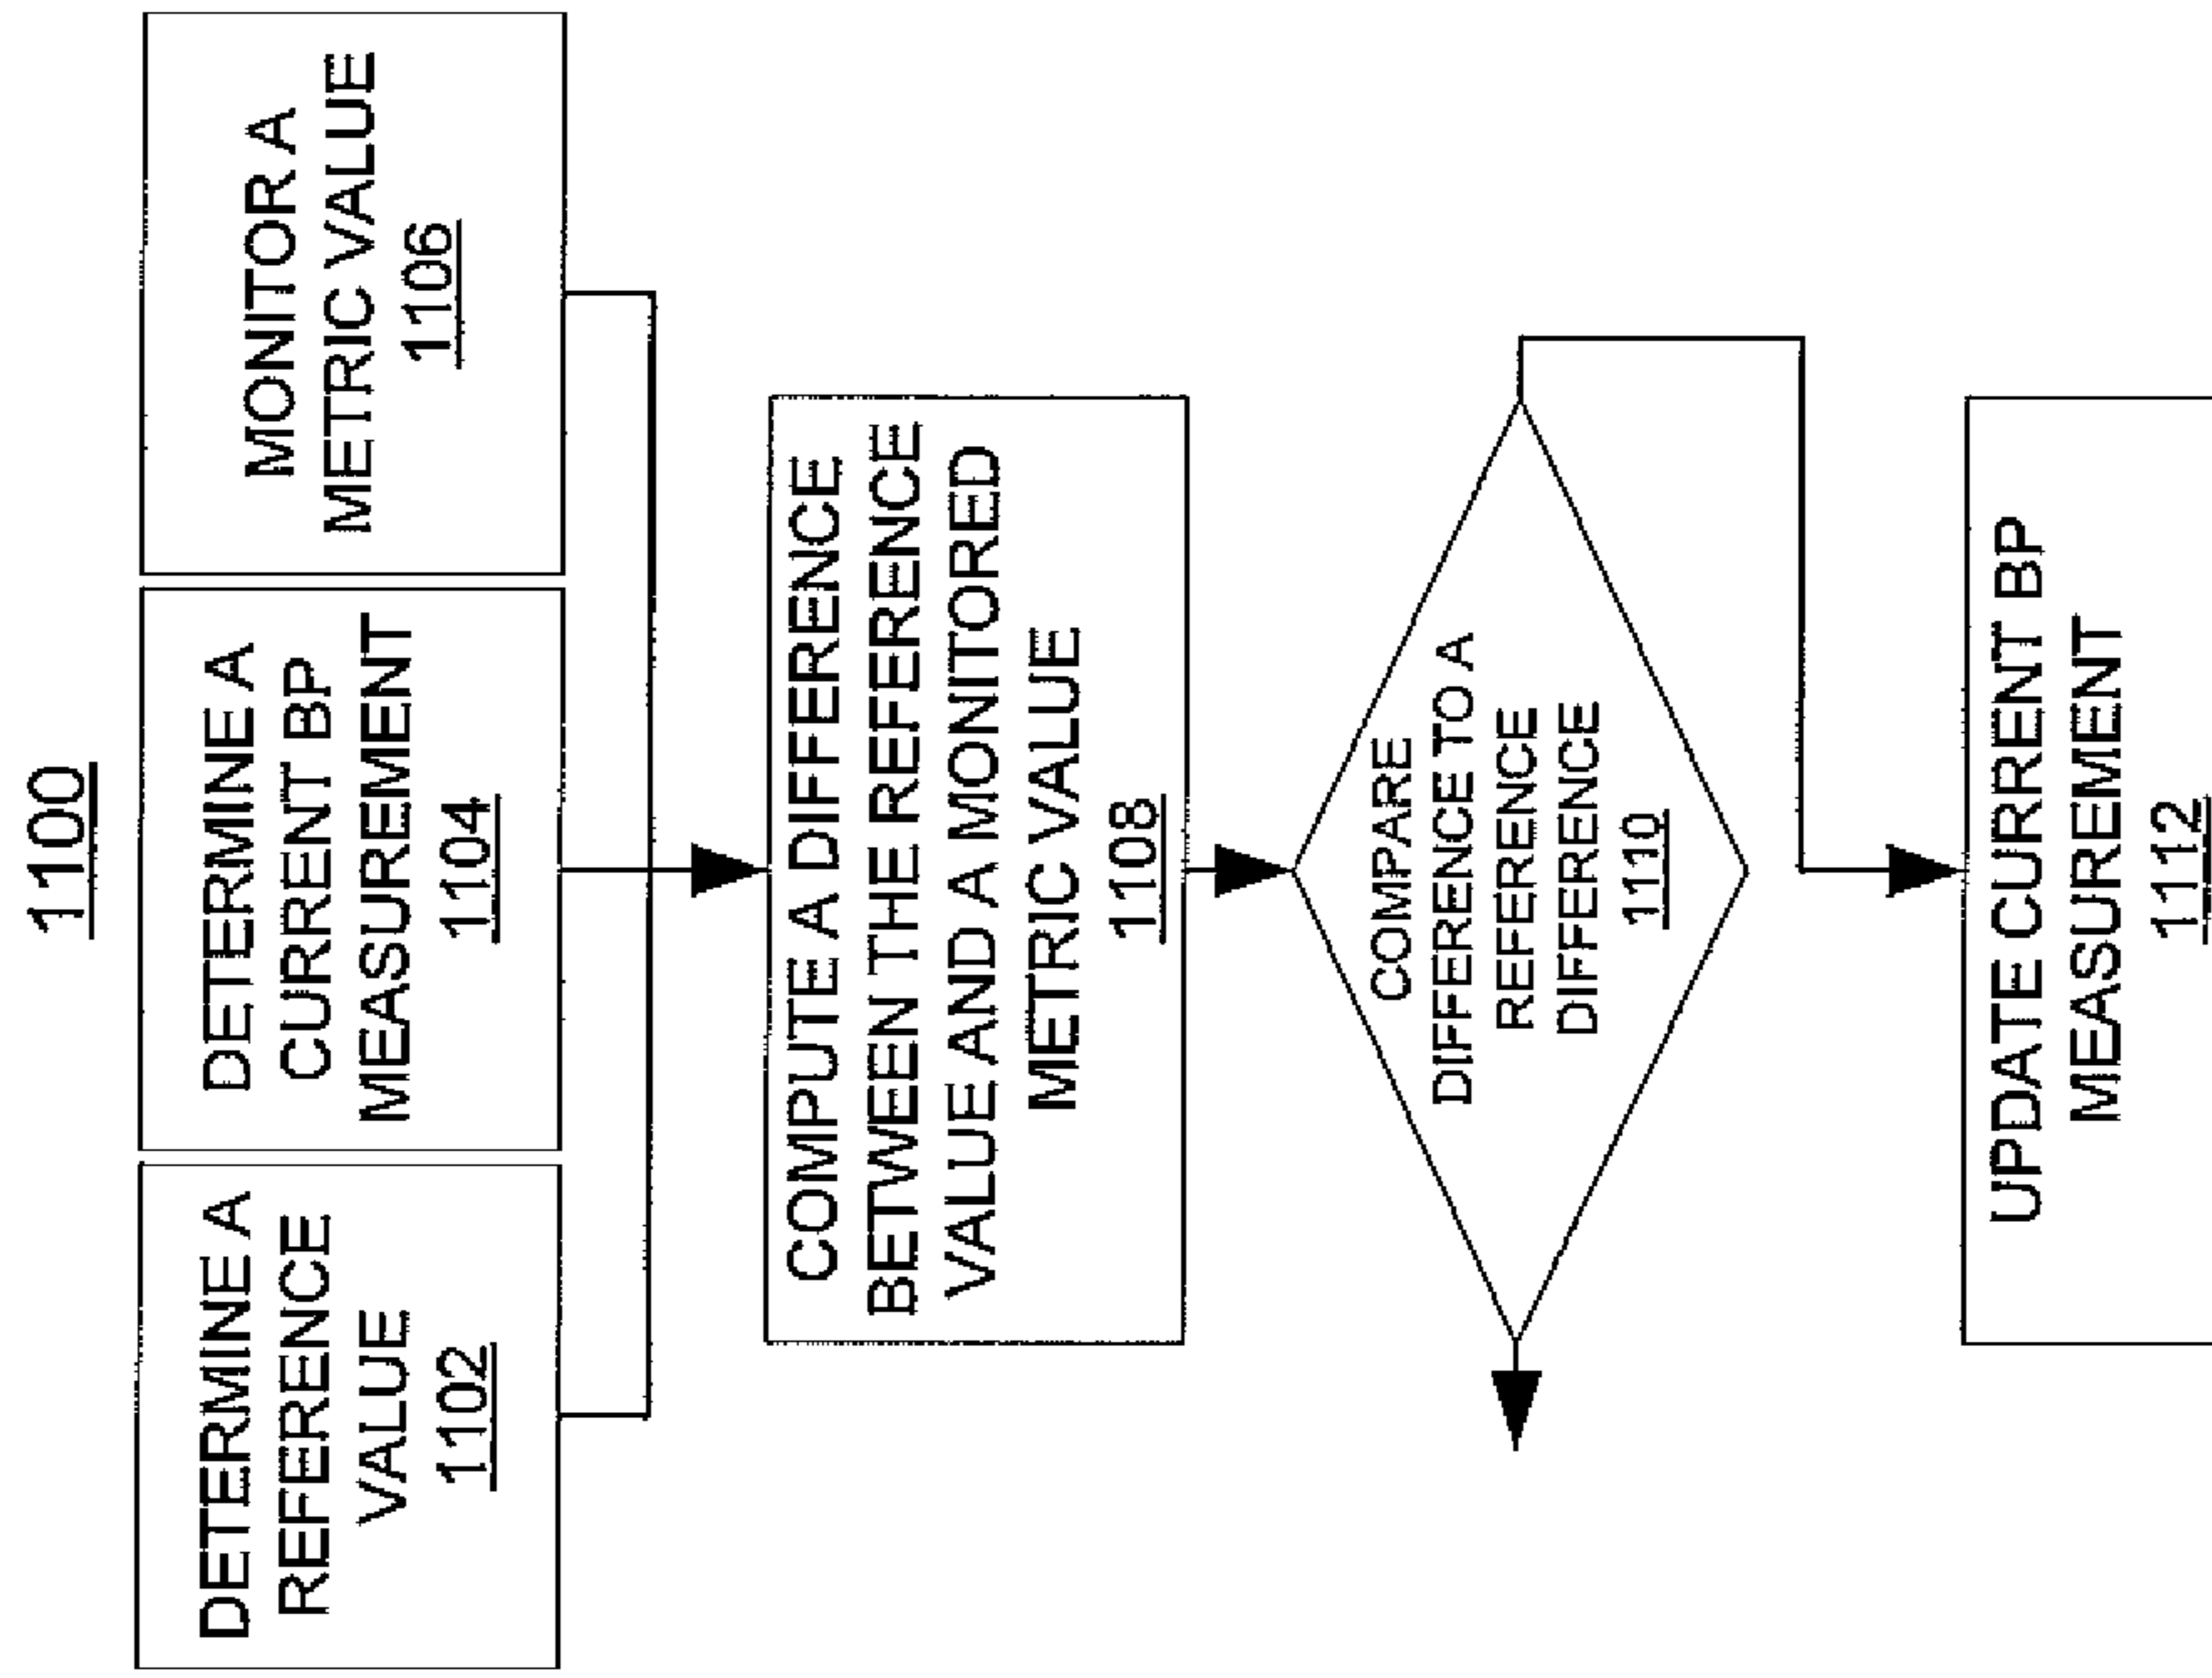 1100
DETERMINE A
REFERENCE
VALUE
1102
DETERMINE A
CURRENT BP
MEASUREMENT
1104
MONITOR A
METRIC VALUE
1106
COMPUTE A DIFFERENCE
BETWEEN THE REFERENCE
VALUE AND A MONITORED
METRIC VALUE
1108
COMPARE
DIFFERENCE TO A
REFERENCE
DIFFERENCE
1110
UPDATE CURRENT BP
MEASUREMENT
1112